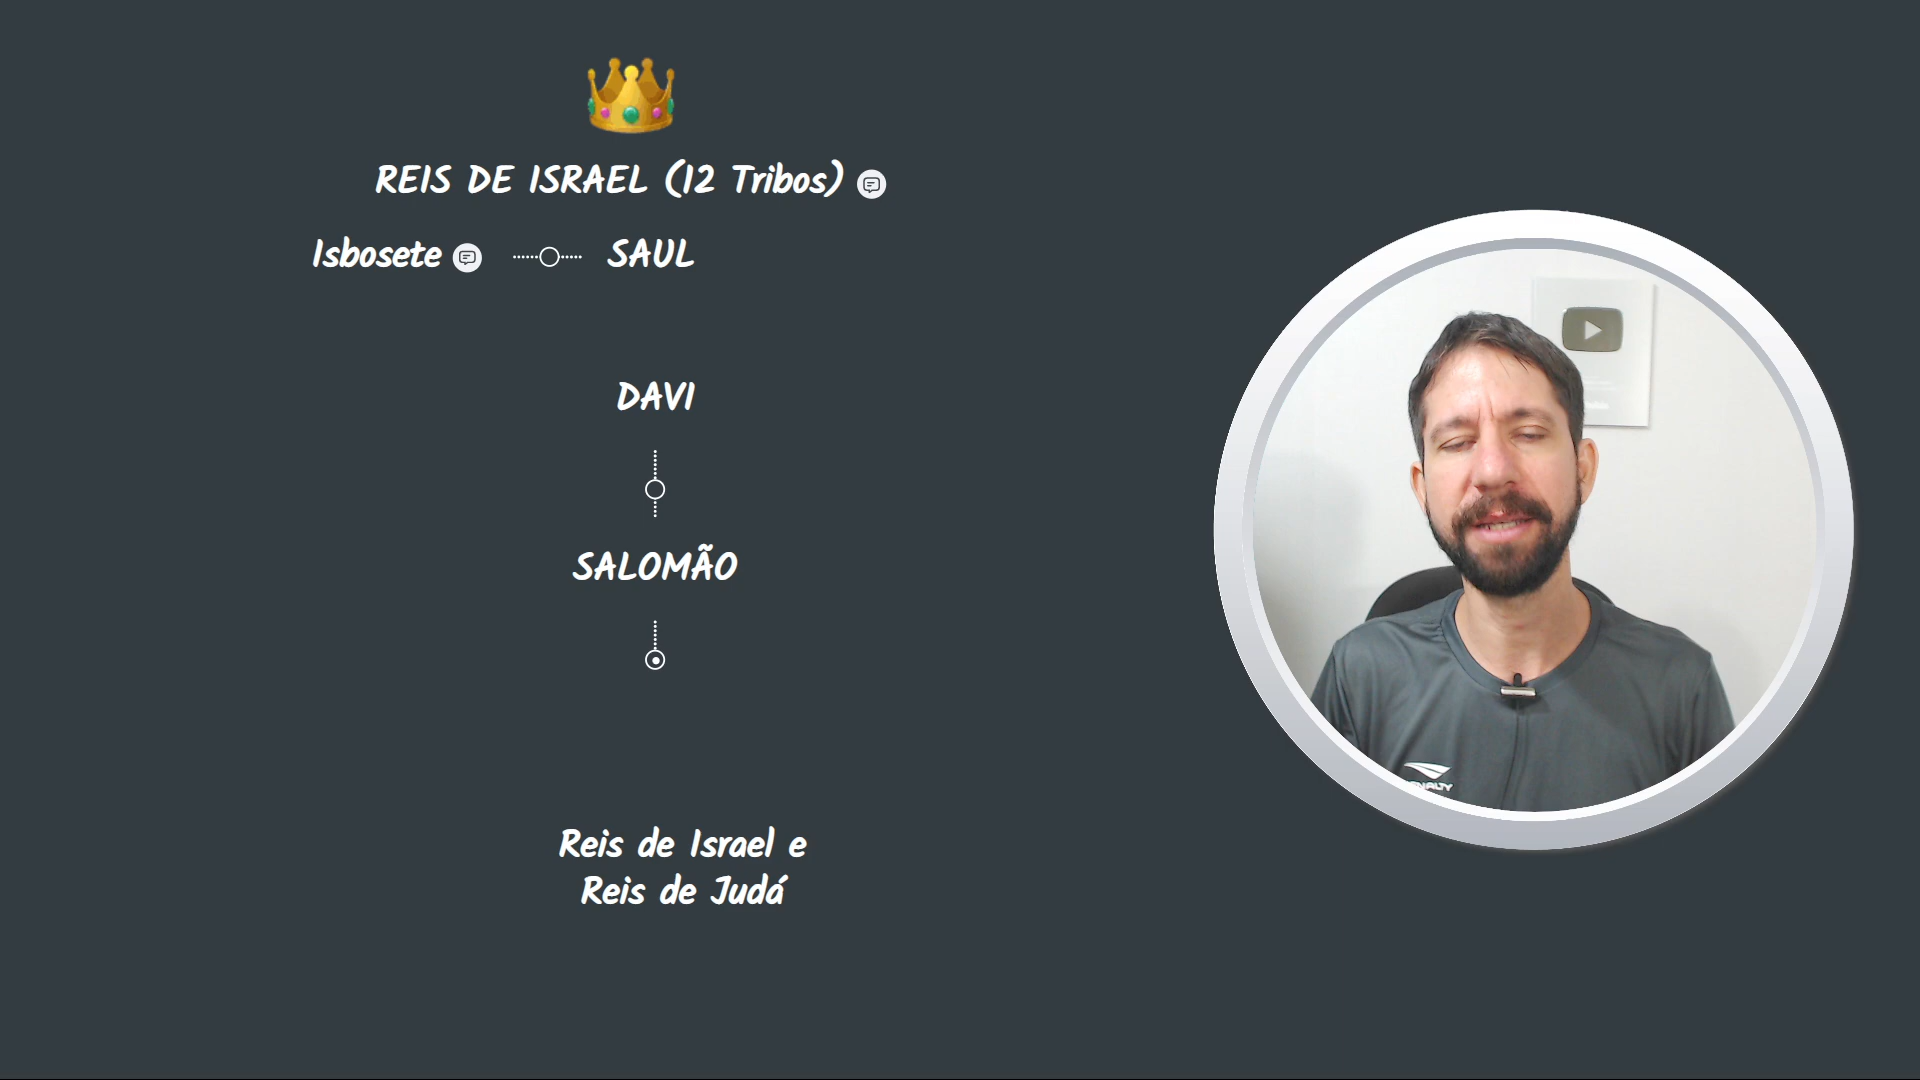 REIS DE ISRAEL (12 Tribos)
Isbosete SAUL
DAVI
SALOMÃO
Reis de Israel e
Reis de Judá